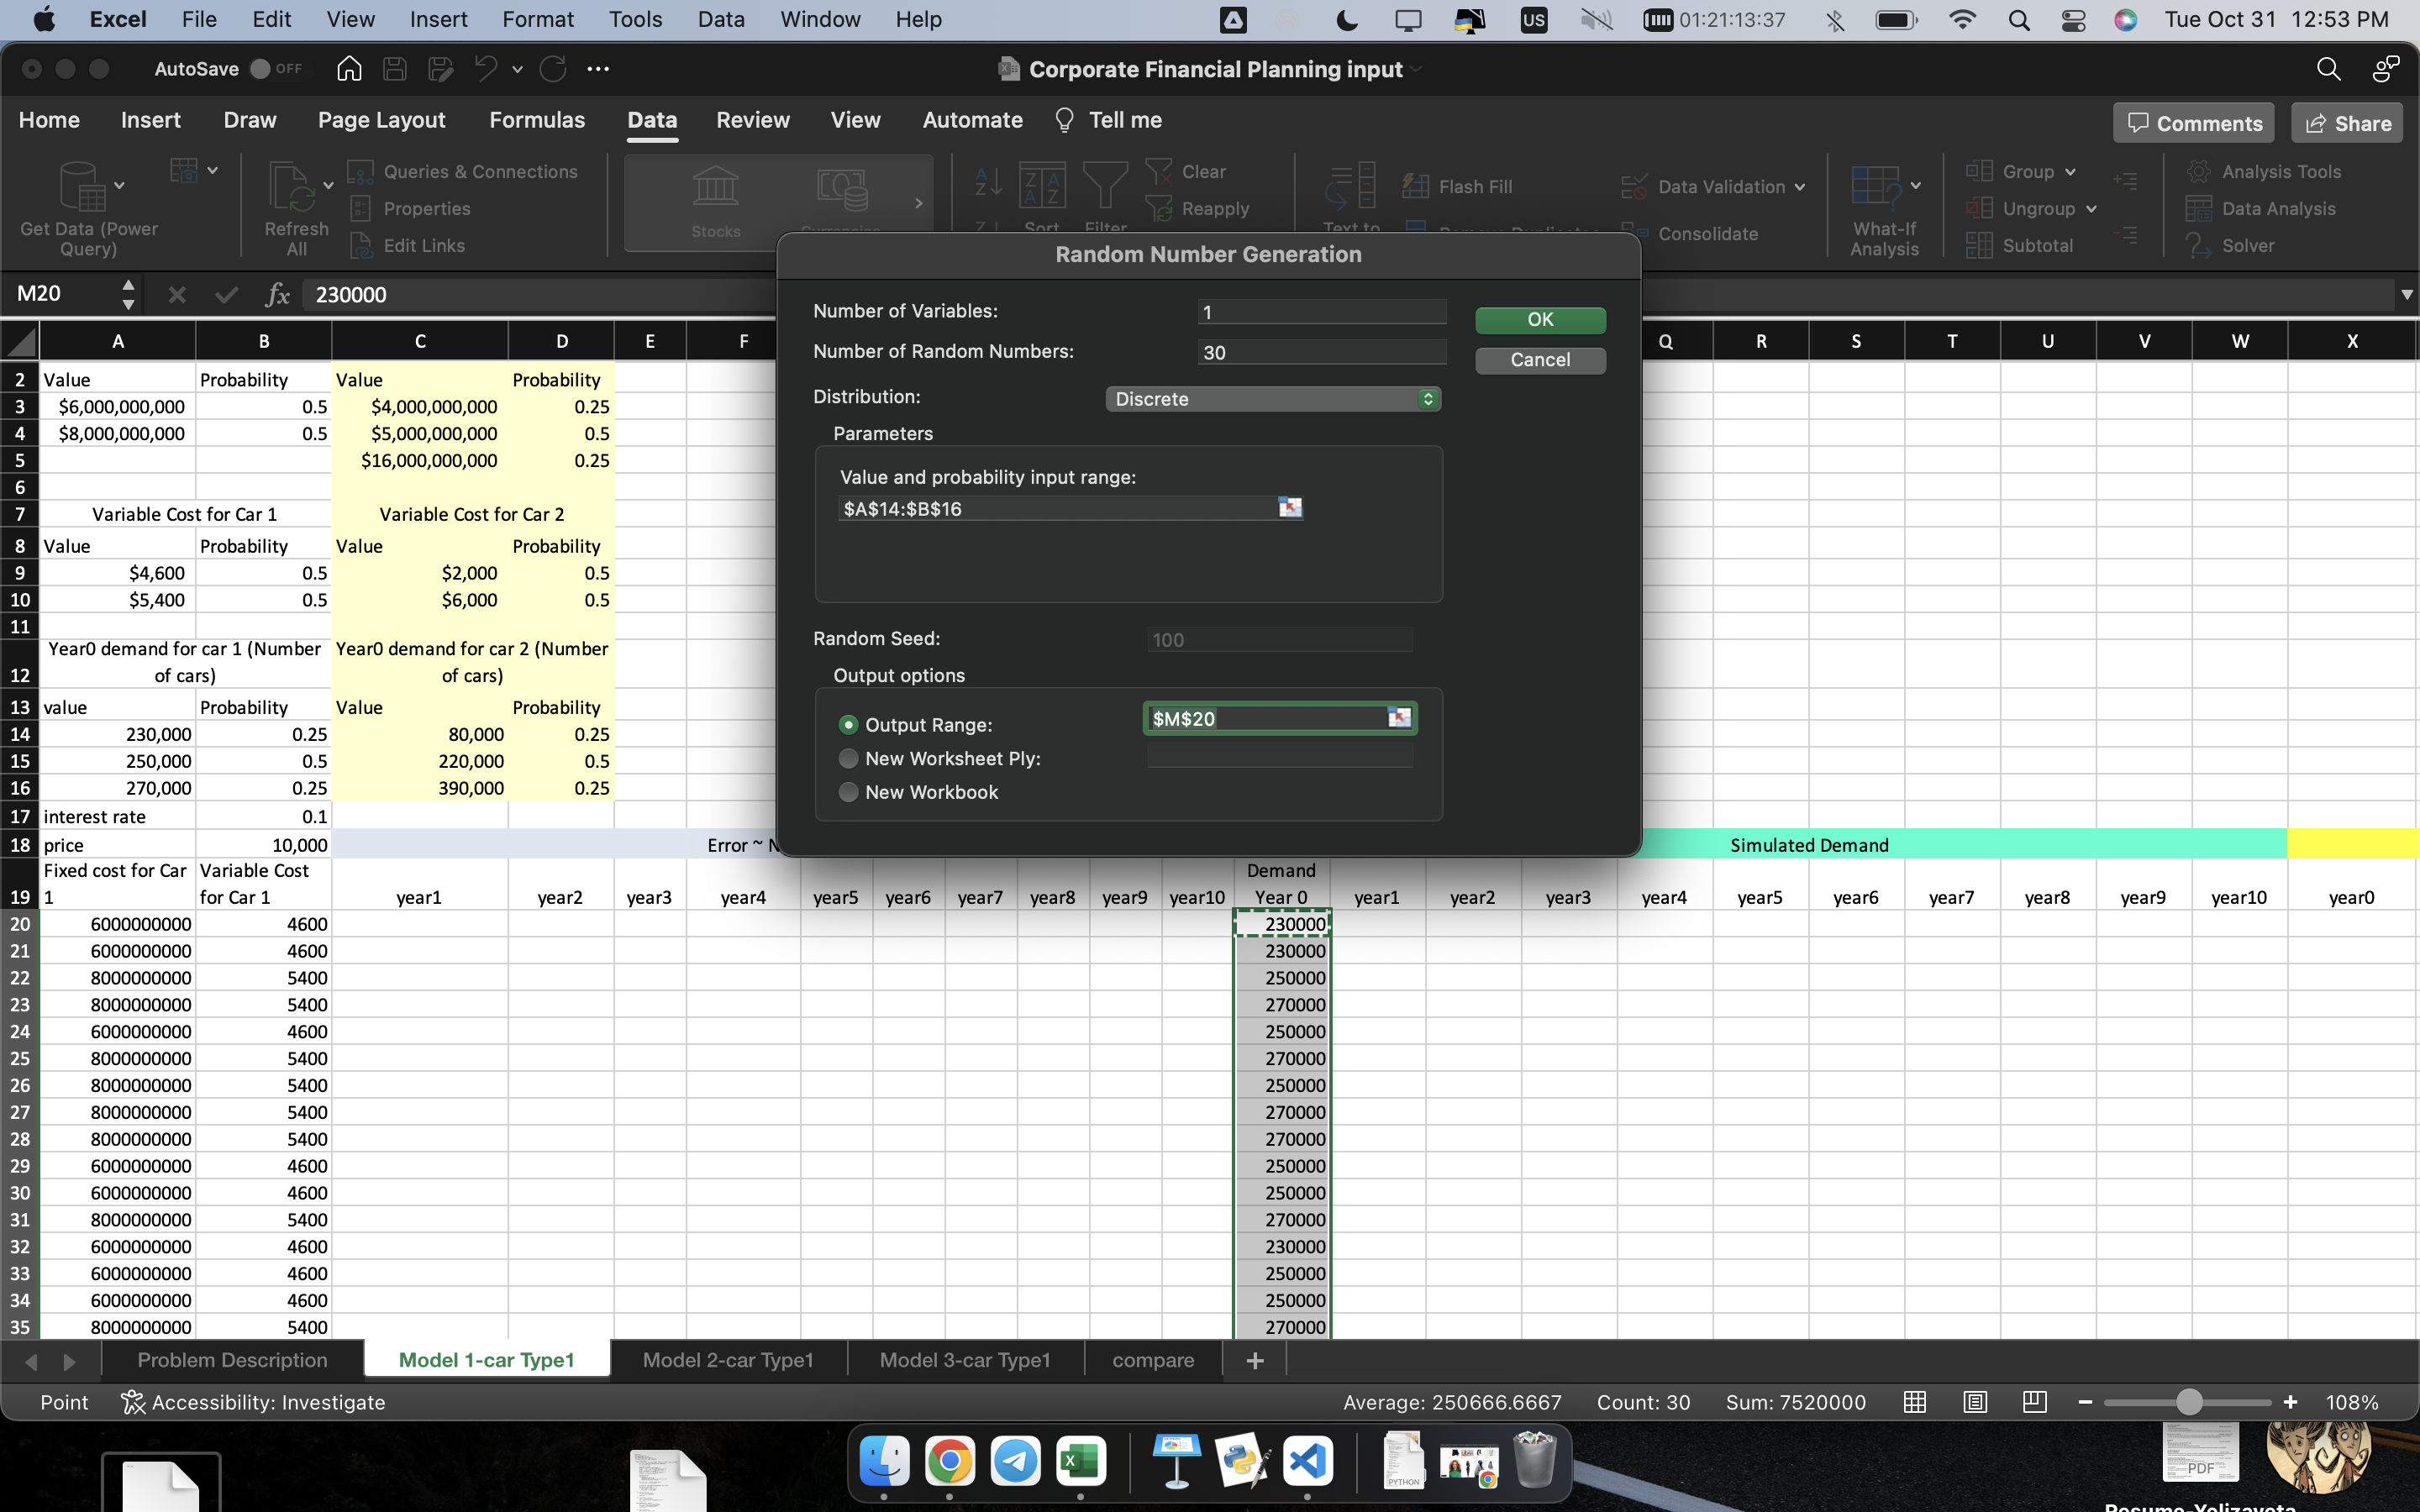 Excel File Edit View Insert Format Tools Data Window Help US 01:21:13:37 Tue Oct 31 12:53 PM
AutoSave OFF Corporate Financial Planning input
Home Insert Draw Page Layout Formulas Data Review View Automate Tell me Comments Share
Get Data (Power Query)
Refresh All
Queries & Connections
Properties
Edit Links
Stocks
Sort
Filter
Clear
Reapply
Text to
Flash Fill
Data Validation
Consolidate
What-If Analysis
Group
Ungroup
Subtotal
Analysis Tools
Data Analysis
Solver
M20 fx 230000
Random Number Generation
Number of Variables: 1
Number of Random Numbers: 30
OK
Cancel
Distribution: Discrete
Parameters
Value and probability input range:
$A$14:$B$16
Random Seed: 100
Output options
Output Range: $M$20
New Worksheet Ply:
New Workbook
A B C D E F Q R S T U V W X
2 Value Probability Value Probability
3 $6,000,000,000 0.5 $4,000,000,000 0.25
4 $8,000,000,000 0.5 $5,000,000,000 0.5
5 $16,000,000,000 0.25
6
7 Variable Cost for Car 1 Variable Cost for Car 2
8 Value Probability Value Probability
9 $4,600 0.5 $2,000 0.5
10 $5,400 0.5 $6,000 0.5
11
12 Year0 demand for car 1 (Number of cars) Year0 demand for car 2 (Number of cars)
13 value Probability Value Probability
14 230,000 0.25 80,000 0.25
15 250,000 0.5 220,000 0.5
16 270,000 0.25 390,000 0.25
17 interest rate 0.1
18 price 10,000 Error ~ N Simulated Demand
19 Fixed cost for Car 1 Variable Cost for Car 1 year1 year2 year3 year4 year5 year6 year7 year8 year9 year10 Demand Year 0 year1 year2 year3 year4 year5 year6 year7 year8 year9 year10 year0
20 6000000000 4600 230000
21 6000000000 4600 230000
22 8000000000 5400 250000
23 8000000000 5400 270000
24 6000000000 4600 250000
25 8000000000 5400 270000
26 8000000000 5400 250000
27 8000000000 5400 270000
28 8000000000 5400 270000
29 6000000000 4600 250000
30 6000000000 4600 250000
31 8000000000 5400 270000
32 6000000000 4600 230000
33 6000000000 4600 250000
34 6000000000 4600 250000
35 8000000000 5400 270000
Problem Description Model 1-car Type1 Model 2-car Type1 Model 3-car Type1 compare +
Point Accessibility: Investigate Average: 250666.6667 Count: 30 Sum: 7520000 108%
PYTHON
PDF